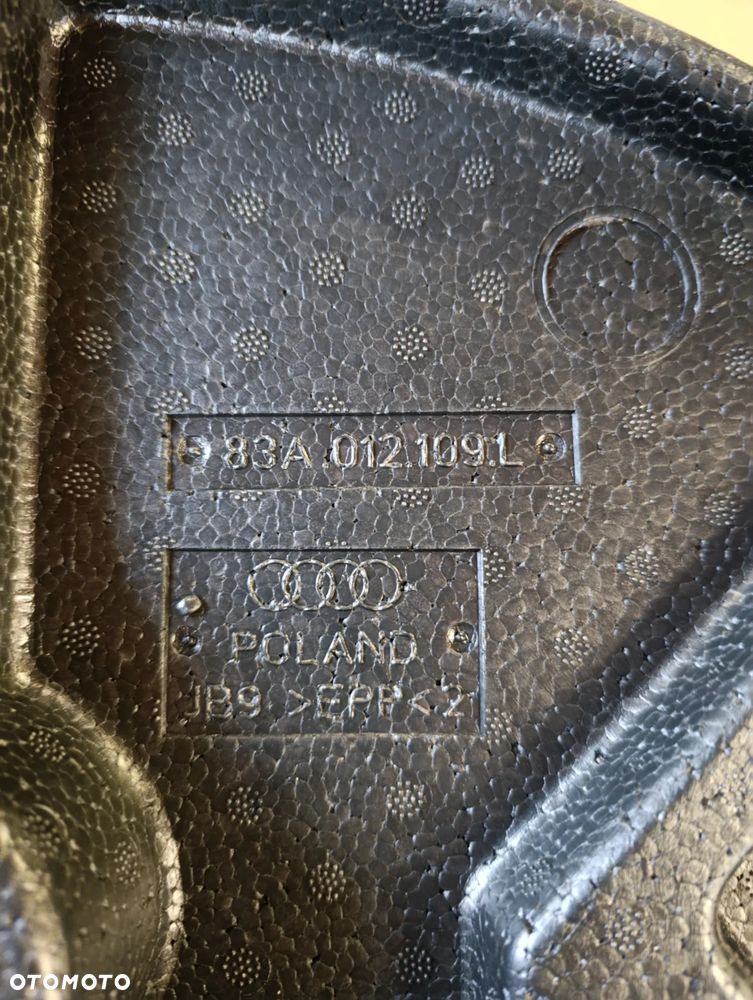 83A.012.109.L
POLAND
JB9 >EPP< 2
OTOMOTO